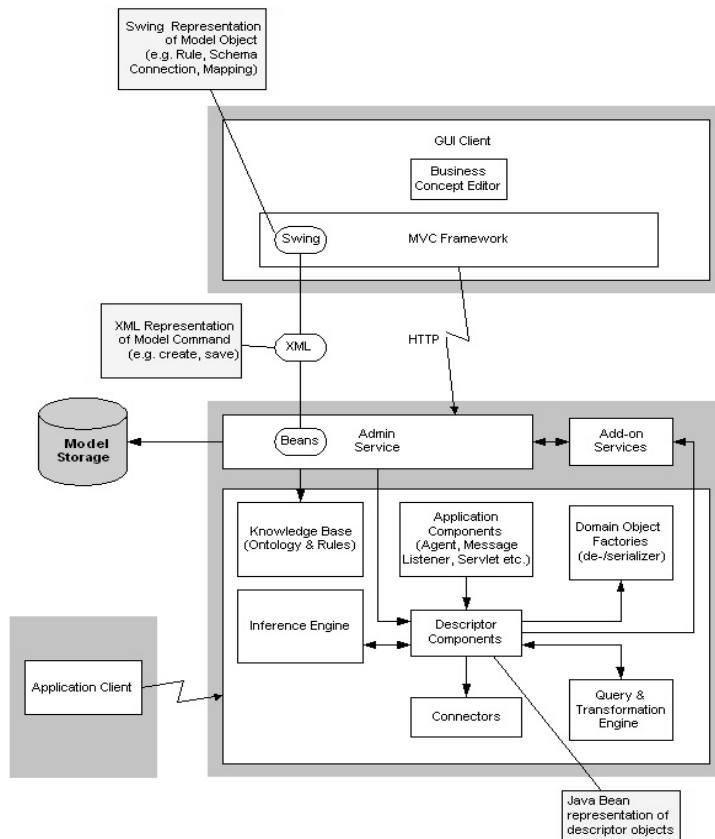 Swing Representation
of Model Object
(e.g. Rule, Schema
Connection, Mapping)
GUI Client
Business
Concept Editor
Swing
MVC Framework
XML Representation
of Model Command
(e.g. create, save)
XML
HTTP
Model
Storage
Beans
Admin
Service
Add-on
Services
Knowledge Base
(Ontology & Rules)
Application
Components
(Agent, Message
Listener, Servlet etc.)
Domain Object
Factories
(de-/serializer)
Inference Engine
Descriptor
Components
Application Client
Connectors
Query &
Transformation
Engine
Java Bean
representation of
descriptor objects